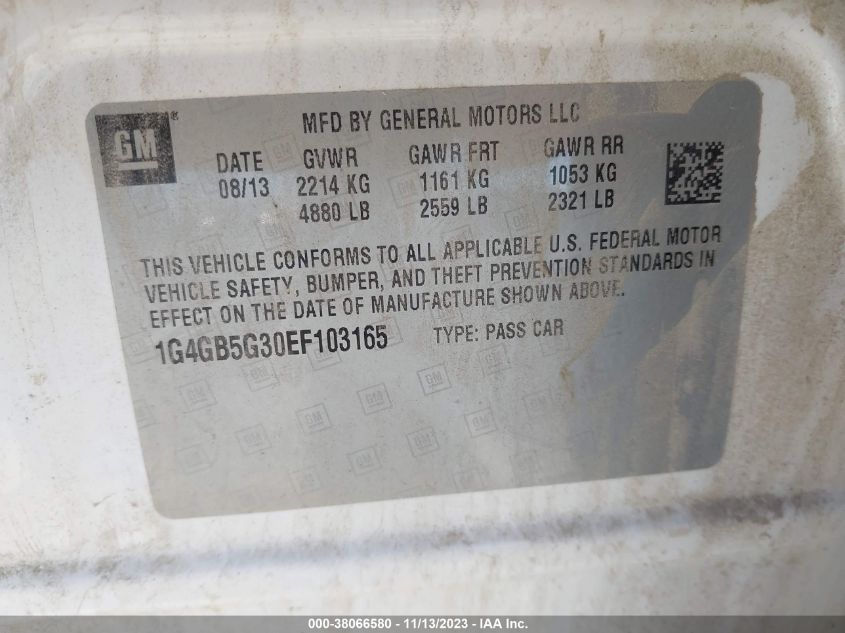 GM®
MFD BY GENERAL MOTORS LLC
DATE GVWR GAWR FRT GAWR RR
08/13 2214 KG 1161 KG 1053 KG
4880 LB 2559 LB 2321 LB
THIS VEHICLE CONFORMS TO ALL APPLICABLE U.S. FEDERAL MOTOR
VEHICLE SAFETY, BUMPER, AND THEFT PREVENTION STANDARDS IN
EFFECT ON THE DATE OF MANUFACTURE SHOWN ABOVE.
1G4GB5G30EF103165 TYPE: PASS CAR
000-38066580 - 11/13/2023 - IAA Inc.